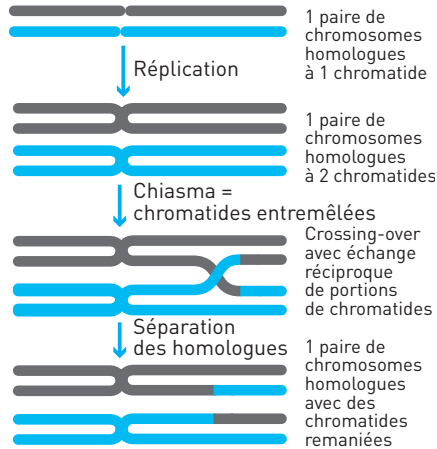 1 paire de
chromosomes
homologues
à 1 chromatide
Réplication
1 paire de
chromosomes
homologues
à 2 chromatides
Chiasma =
chromatides entremêlées
Crossing-over
avec échange
réciproque
de portions
de chromatides
Séparation
des homologues
1 paire de
chromosomes
homologues
avec des
chromatides
remaniées